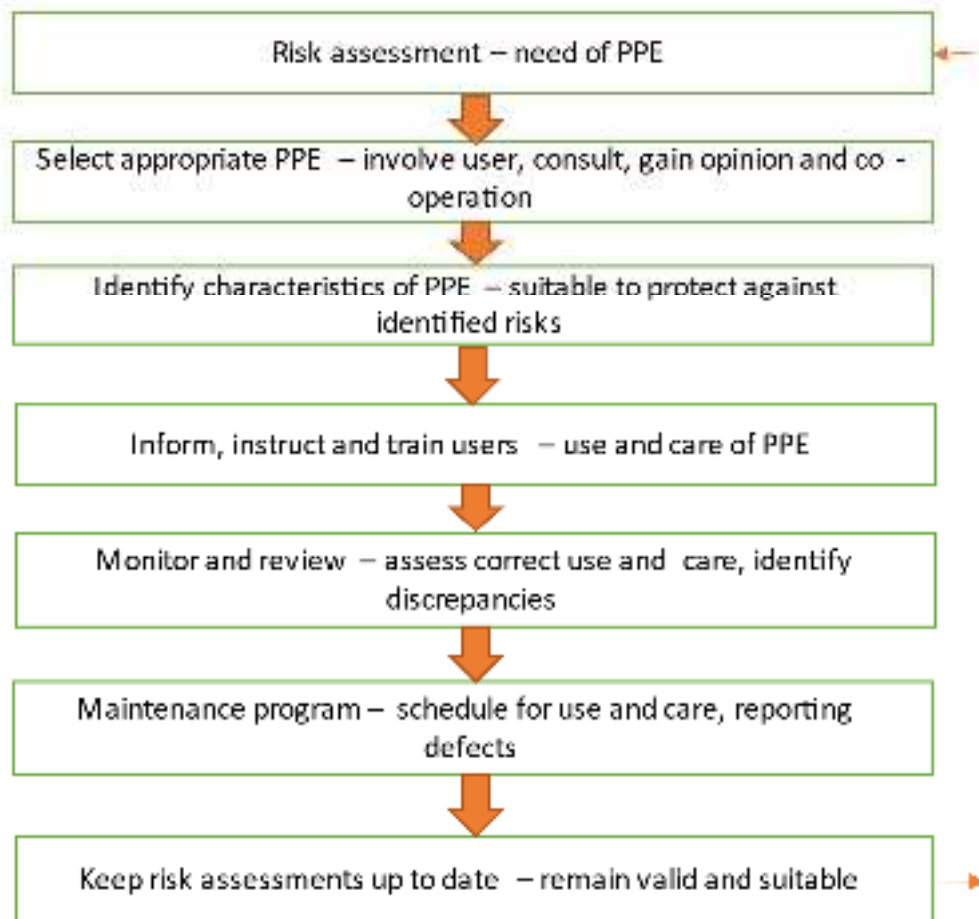 Risk assessment – need of PPE
Select appropriate PPE – involve user, consult, gain opinion and co -
operation
Identify characteristics of PPE – suitable to protect against
identified risks
Inform, instruct and train users – use and care of PPE
Monitor and review – assess correct use and care, identify
discrepancies
Maintenance program – schedule for use and care, reporting
defects
Keep risk assessments up to date – remain valid and suitable